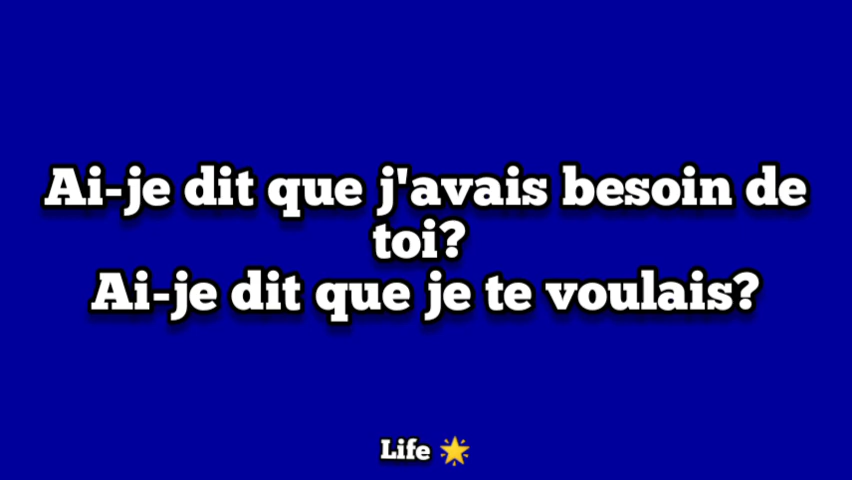 Ai-je dit que j'avais besoin de
toi?
Ai-je dit que je te voulais?
Life 🌟